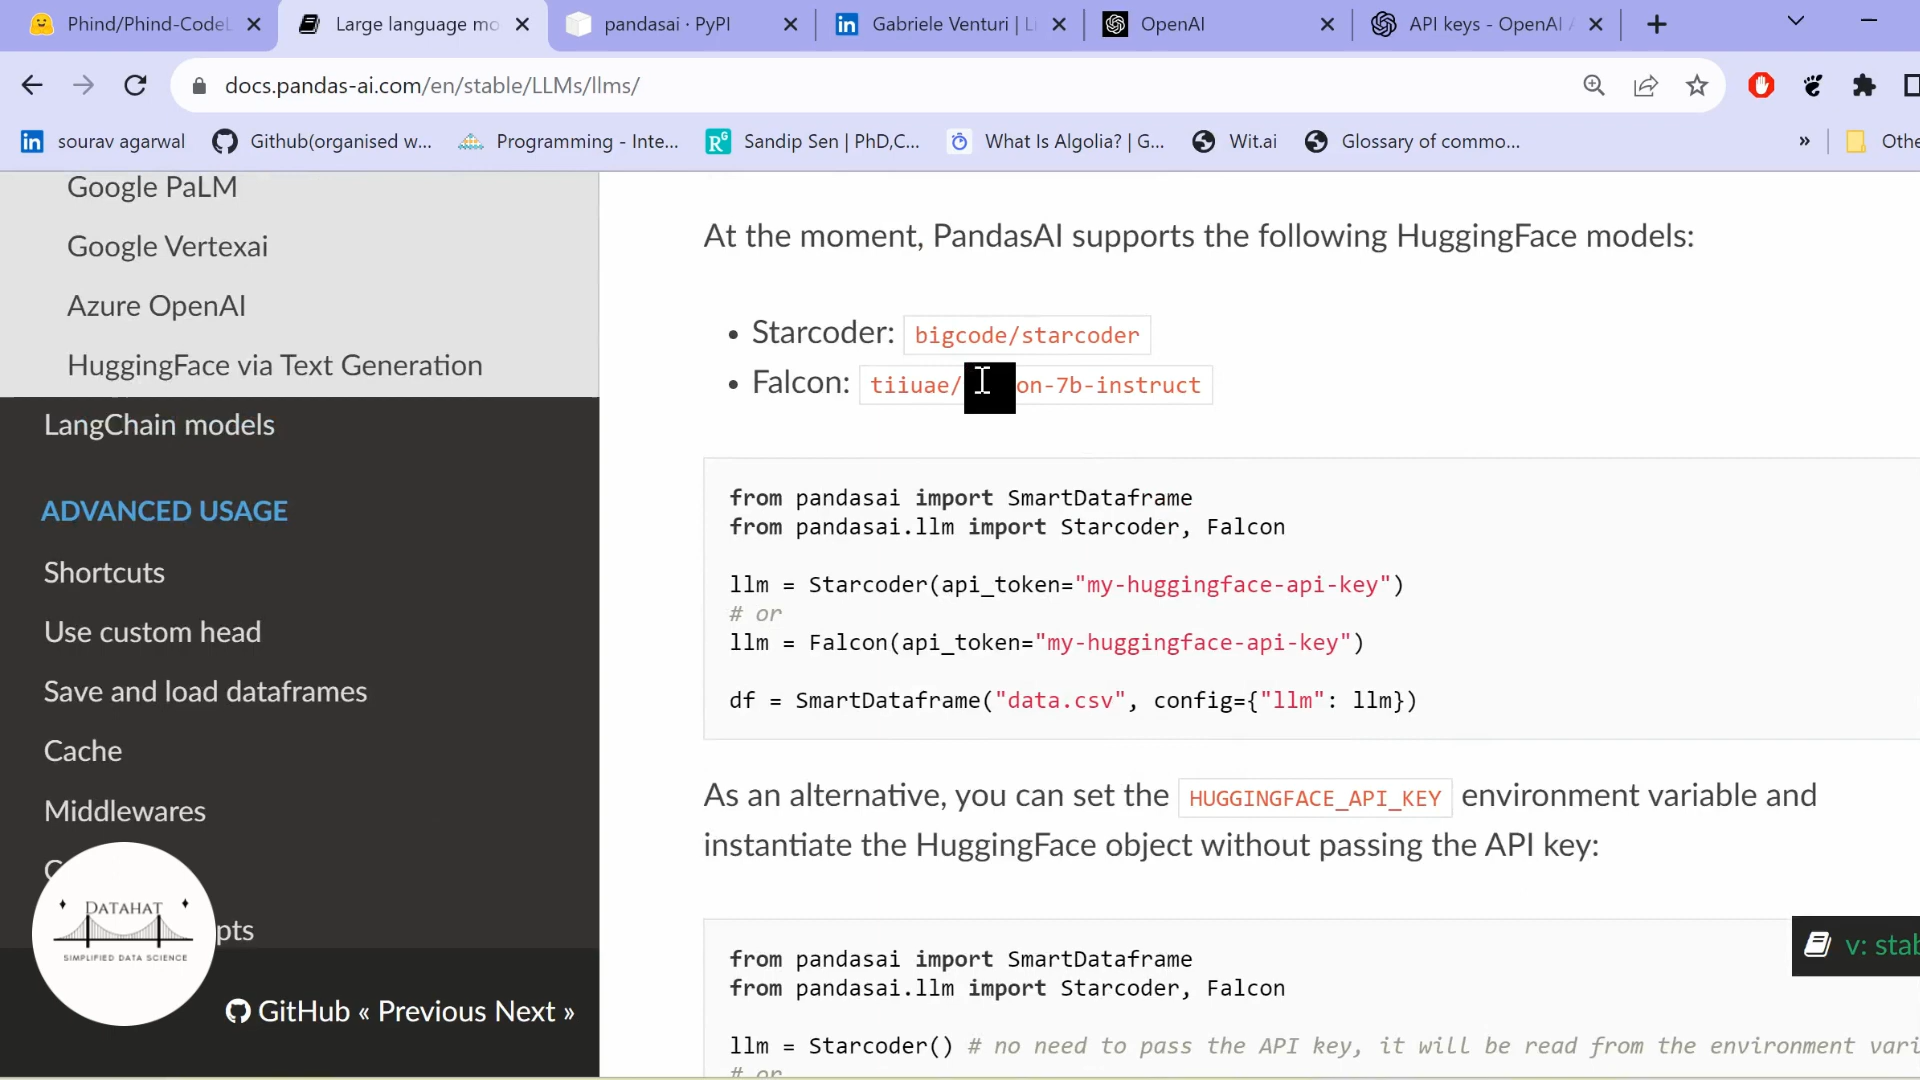 Phind/Phind-CodeL
Large language mo
pandasai · PyPI
Gabriele Venturi | Li
OpenAI
API keys - OpenAI A
docs.pandas-ai.com/en/stable/LLMs/llms/
sourav agarwal
Github(organised w...
Programming - Inte...
Sandip Sen | PhD,C...
What Is Algolia? | G...
Wit.ai
Glossary of commo...
»
Othe
Google PaLM
Google Vertexai
Azure OpenAI
HuggingFace via Text Generation
LangChain models
ADVANCED USAGE
Shortcuts
Use custom head
Save and load dataframes
Cache
Middlewares
C
pts
DATAHAT
SIMPLIFIED DATA SCIENCE
GitHub « Previous Next »
At the moment, PandasAI supports the following HuggingFace models:
• Starcoder: bigcode/starcoder
• Falcon: tiiuae/ on-7b-instruct
from pandasai import SmartDataframe
from pandasai.llm import Starcoder, Falcon
llm = Starcoder(api_token="my-huggingface-api-key")
# or
llm = Falcon(api_token="my-huggingface-api-key")
df = SmartDataframe("data.csv", config={"llm": llm})
As an alternative, you can set the HUGGINGFACE_API_KEY environment variable and
instantiate the HuggingFace object without passing the API key:
from pandasai import SmartDataframe
from pandasai.llm import Starcoder, Falcon
llm = Starcoder() # no need to pass the API key, it will be read from the environment vari
# or
v: stab